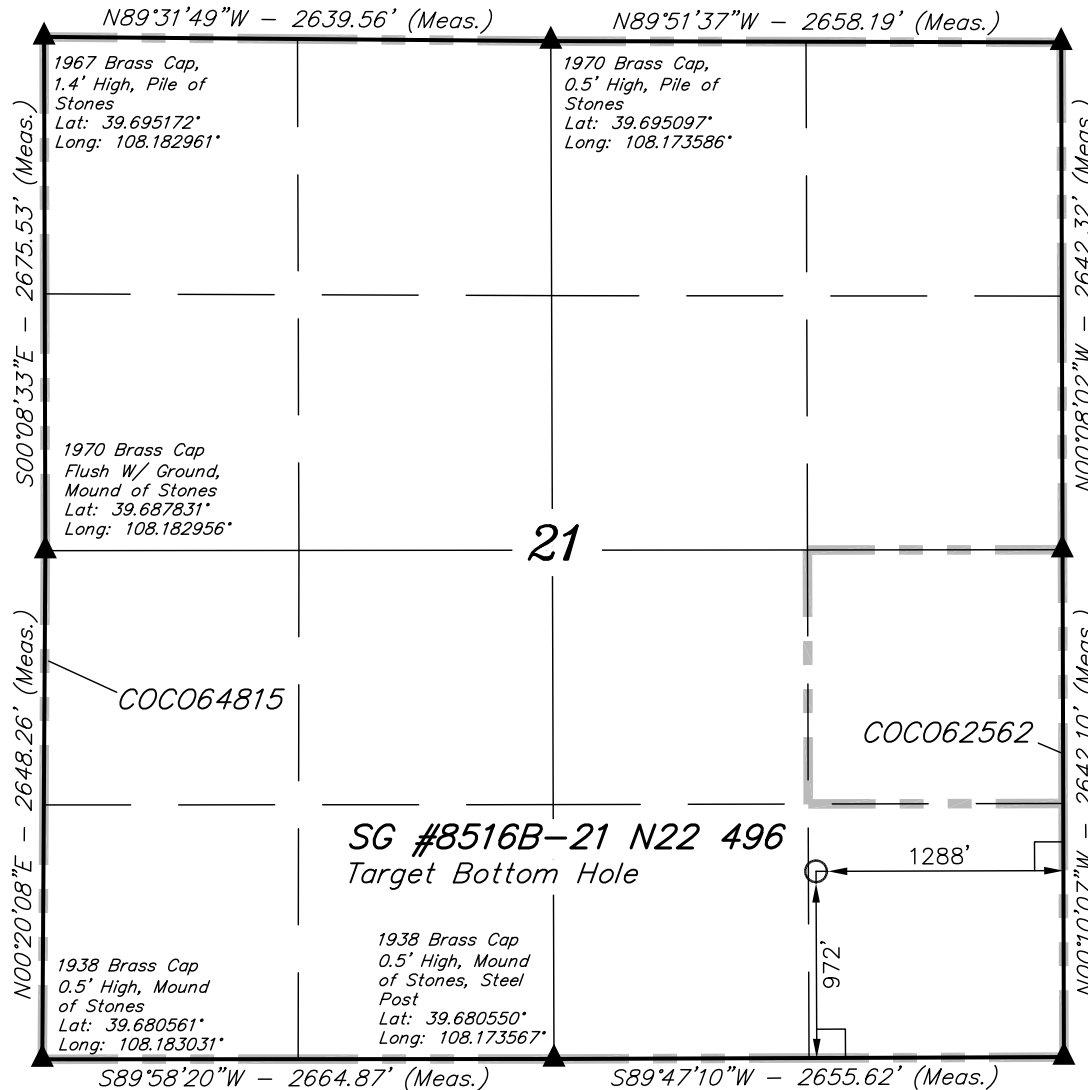 N89°31'49"W - 2639.56' (Meas.)
N89°51'37"W - 2658.19' (Meas.)
1967 Brass Cap,
1.4' High, Pile of
Stones
Lat: 39.695172°
Long: 108.182961°
1970 Brass Cap,
0.5' High, Pile of
Stones
Lat: 39.695097°
Long: 108.173586°
S00°08'33"E - 2675.53' (Meas.)
N00°08'02"W - 2642.32' (Meas.)
1970 Brass Cap
Flush W/ Ground,
Mound of Stones
Lat: 39.687831°
Long: 108.182956°
21
N00°20'08"E - 2648.26' (Meas.)
N00°10'07"W - 2642.10' (Meas.)
COC064815
COC062562
SG #8516B-21 N22 496
Target Bottom Hole
1288'
972'
1938 Brass Cap
0.5' High, Mound
of Stones
Lat: 39.680561°
Long: 108.183031°
1938 Brass Cap
0.5' High, Mound
of Stones, Steel
Post
Lat: 39.680550°
Long: 108.173567°
S89°58'20"W - 2664.87' (Meas.)
S89°47'10"W - 2655.62' (Meas.)